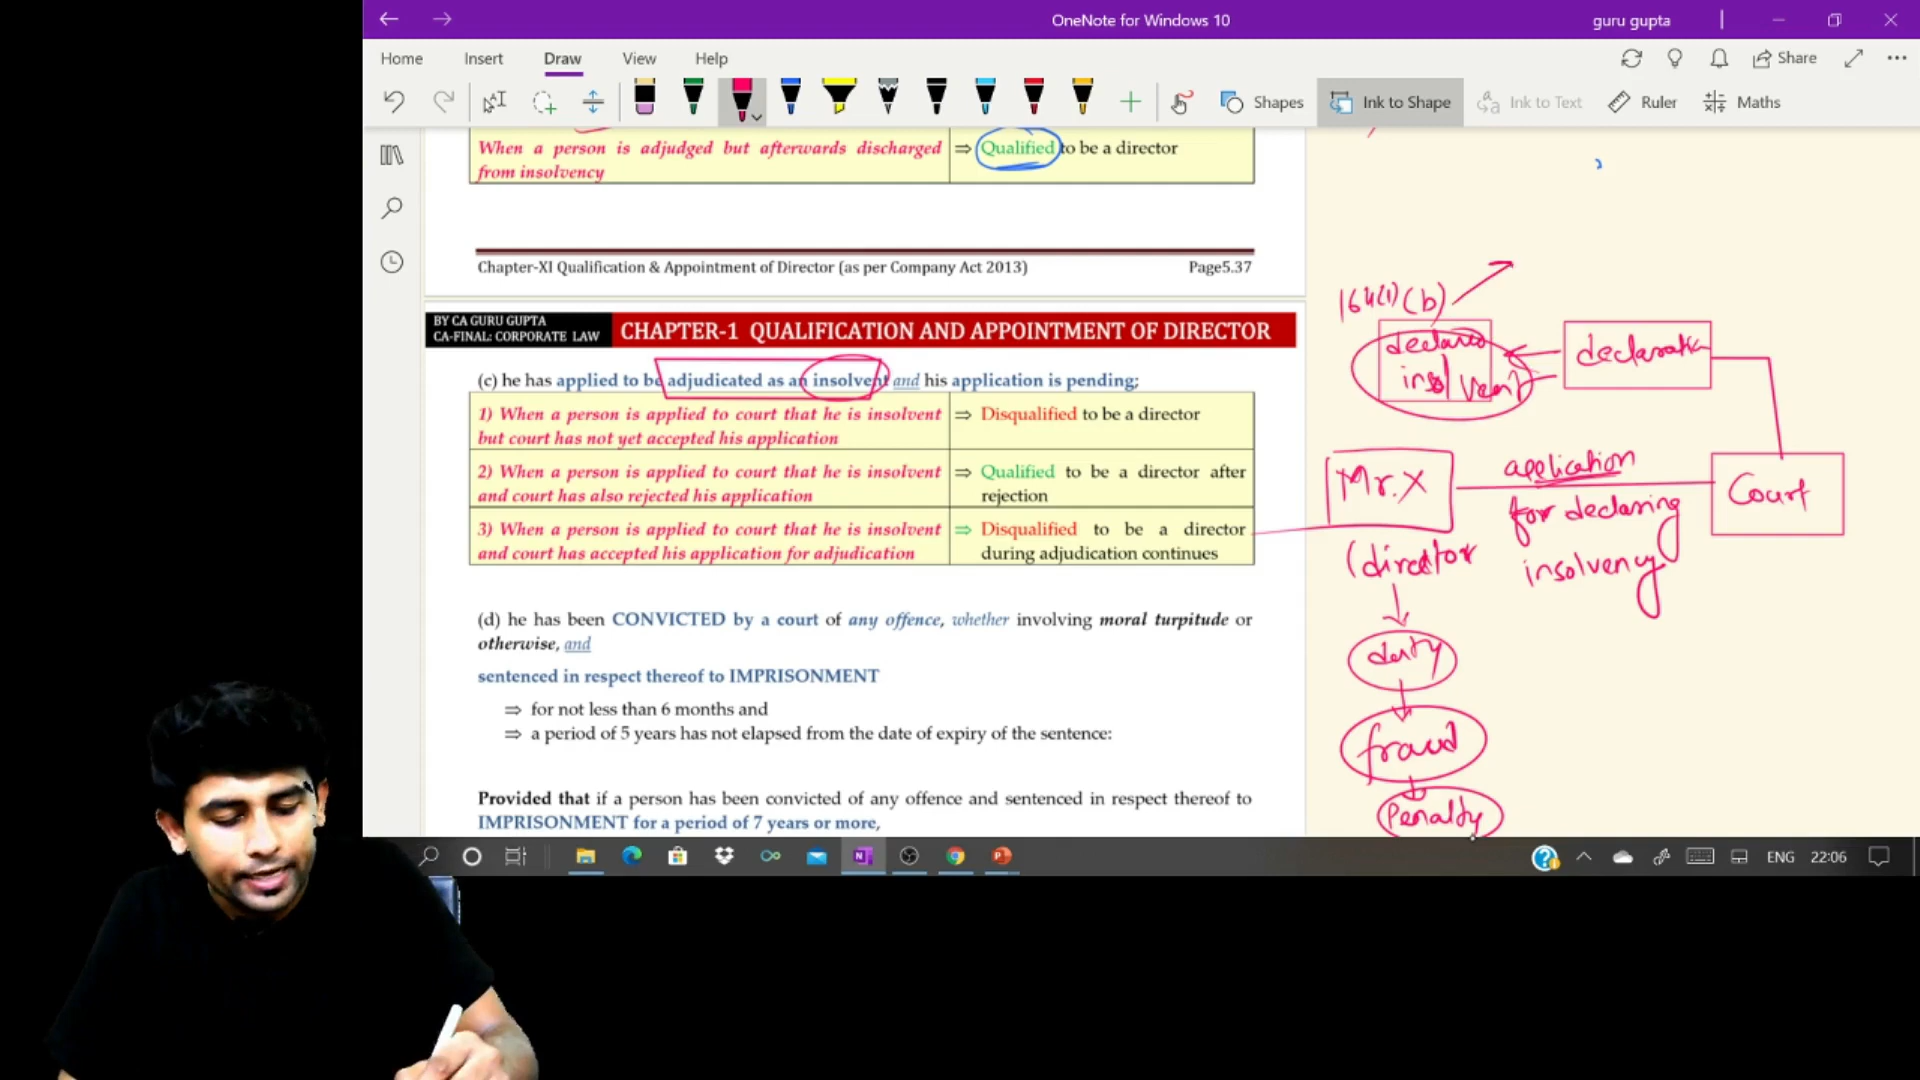 OneNote for Windows 10
guru gupta
Home Insert Draw View Help
Share
Shapes Ink to Shape Ink to Text Ruler Maths
When a person is adjudged but afterwards discharged from insolvency
⇒ Qualified to be a director
Chapter-XI Qualification & Appointment of Director (as per Company Act 2013) Page5.37
BY CA GURU GUPTA
CA-FINAL: CORPORATE LAW
CHAPTER-1 QUALIFICATION AND APPOINTMENT OF DIRECTOR
(c) he has applied to be adjudicated as an insolvent and his application is pending;
1) When a person is applied to court that he is insolvent
but court has not yet accepted his application
⇒ Disqualified to be a director
2) When a person is applied to court that he is insolvent
and court has also rejected his application
⇒ Qualified to be a director after
rejection
3) When a person is applied to court that he is insolvent
and court has accepted his application for adjudication
⇒ Disqualified to be a director
during adjudication continues
(d) he has been CONVICTED by a court of any offence, whether involving moral turpitude or
otherwise, and
sentenced in respect thereof to IMPRISONMENT
⇒ for not less than 6 months and
⇒ a period of 5 years has not elapsed from the date of expiry of the sentence:
Provided that if a person has been convicted of any offence and sentenced in respect thereof to
IMPRISONMENT for a period of 7 years or more,
164(1) (b)
declared
insolvent
declaration
Mr. X
application
for declaring
insolvency
Court
(director
duty
fraud
Penalty
ENG 22:06